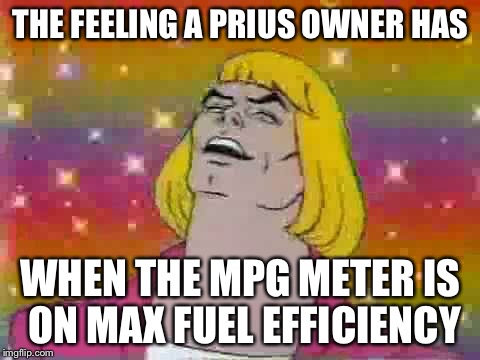 THE FEELING A PRIUS OWNER HAS
WHEN THE MPG METER IS
ON MAX FUEL EFFICIENCY
imgflip.com